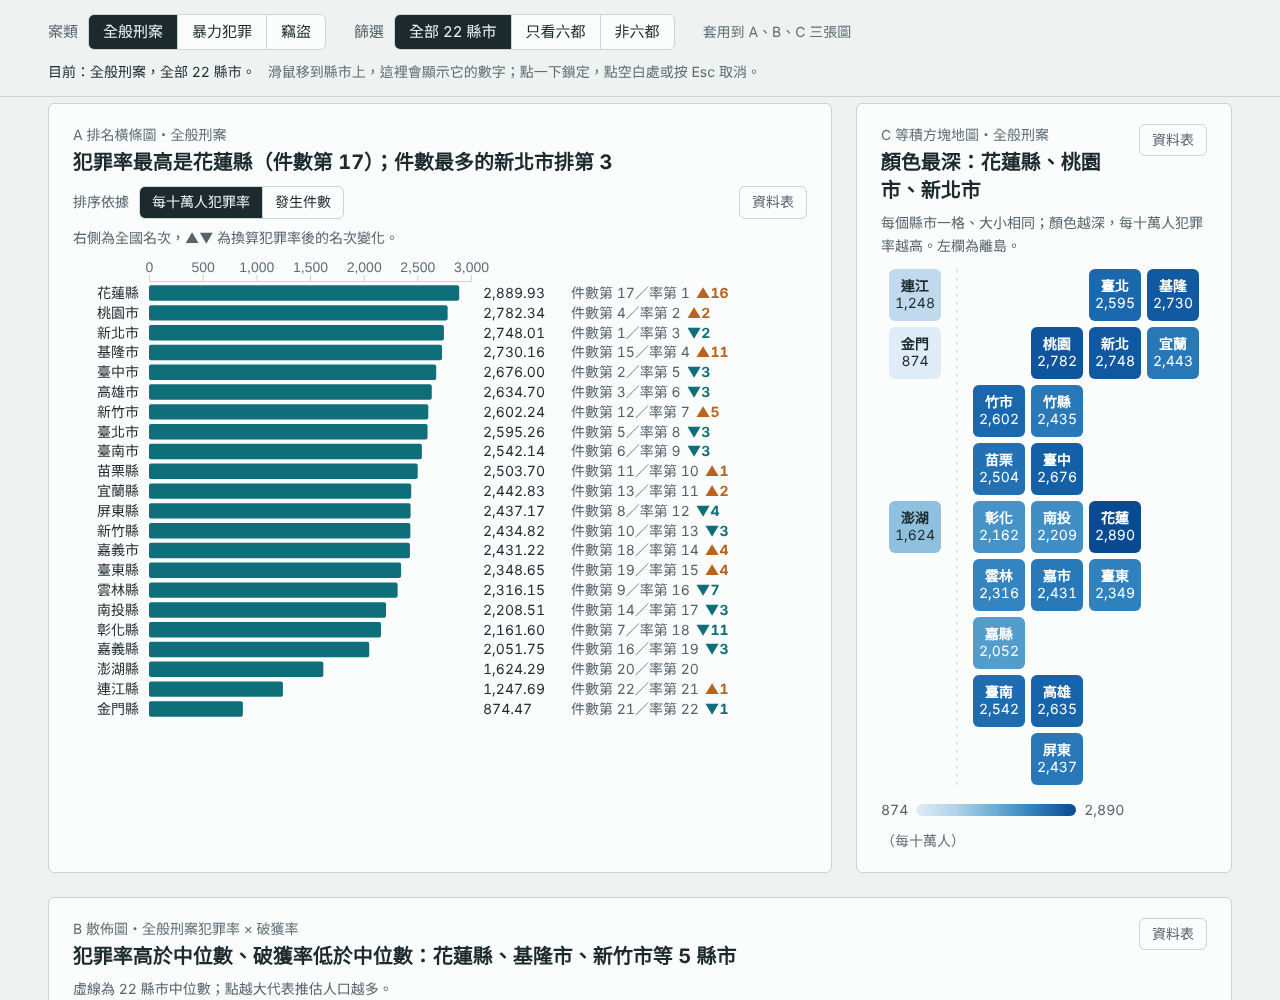 案類 全般刑案 暴力犯罪 竊盜 篩選 全部 22 縣市 只看六都 非六都 套用到 A、B、C 三張圖
目前：全般刑案，全部 22 縣市。 滑鼠移到縣市上，這裡會顯示它的數字；點一下鎖定，點空白處或按 Esc 取消。
A 排名橫條圖・全般刑案
犯罪率最高是花蓮縣（件數第 17）；件數最多的新北市排第 3
排序依據 每十萬人犯罪率 發生件數 資料表
右側為全國名次，▲▼ 為換算犯罪率後的名次變化。
0 500 1,000 1,500 2,000 2,500 3,000
花蓮縣 2,889.93 件數第 17／率第 1 ▲16
桃園市 2,782.34 件數第 4／率第 2 ▲2
新北市 2,748.01 件數第 1／率第 3 ▼2
基隆市 2,730.16 件數第 15／率第 4 ▲11
臺中市 2,676.00 件數第 2／率第 5 ▼3
高雄市 2,634.70 件數第 3／率第 6 ▼3
新竹市 2,602.24 件數第 12／率第 7 ▲5
臺北市 2,595.26 件數第 5／率第 8 ▼3
臺南市 2,542.14 件數第 6／率第 9 ▼3
苗栗縣 2,503.70 件數第 11／率第 10 ▲1
宜蘭縣 2,442.83 件數第 13／率第 11 ▲2
屏東縣 2,437.17 件數第 8／率第 12 ▼4
新竹縣 2,434.82 件數第 10／率第 13 ▼3
嘉義市 2,431.22 件數第 18／率第 14 ▲4
臺東縣 2,348.65 件數第 19／率第 15 ▲4
雲林縣 2,316.15 件數第 9／率第 16 ▼7
南投縣 2,208.51 件數第 14／率第 17 ▼3
彰化縣 2,161.60 件數第 7／率第 18 ▼11
嘉義縣 2,051.75 件數第 16／率第 19 ▼3
澎湖縣 1,624.29 件數第 20／率第 20
連江縣 1,247.69 件數第 22／率第 21 ▲1
金門縣 874.47 件數第 21／率第 22 ▼1
C 等積方塊地圖・全般刑案
資料表
顏色最深：花蓮縣、桃園
市、新北市
每個縣市一格、大小相同；顏色越深，每十萬人犯罪
率越高。左欄為離島。
連江 臺北 基隆
1,248 2,595 2,730
金門 桃園 新北 宜蘭
874 2,782 2,748 2,443
竹市 竹縣
2,602 2,435
苗栗 臺中
2,504 2,676
澎湖 彰化 南投 花蓮
1,624 2,162 2,209 2,890
雲林 嘉市 臺東
2,316 2,431 2,349
嘉縣
2,052
臺南 高雄
2,542 2,635
屏東
2,437
874 2,890
（每十萬人）
B 散佈圖・全般刑案犯罪率 × 破獲率
資料表
犯罪率高於中位數、破獲率低於中位數：花蓮縣、基隆市、新竹市等 5 縣市
虛線為 22 縣市中位數；點越大代表推估人口越多。